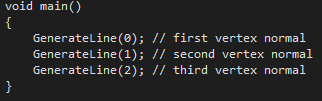 void main()
{
    GenerateLine(0); // first vertex normal
    GenerateLine(1); // second vertex normal
    GenerateLine(2); // third vertex normal
}